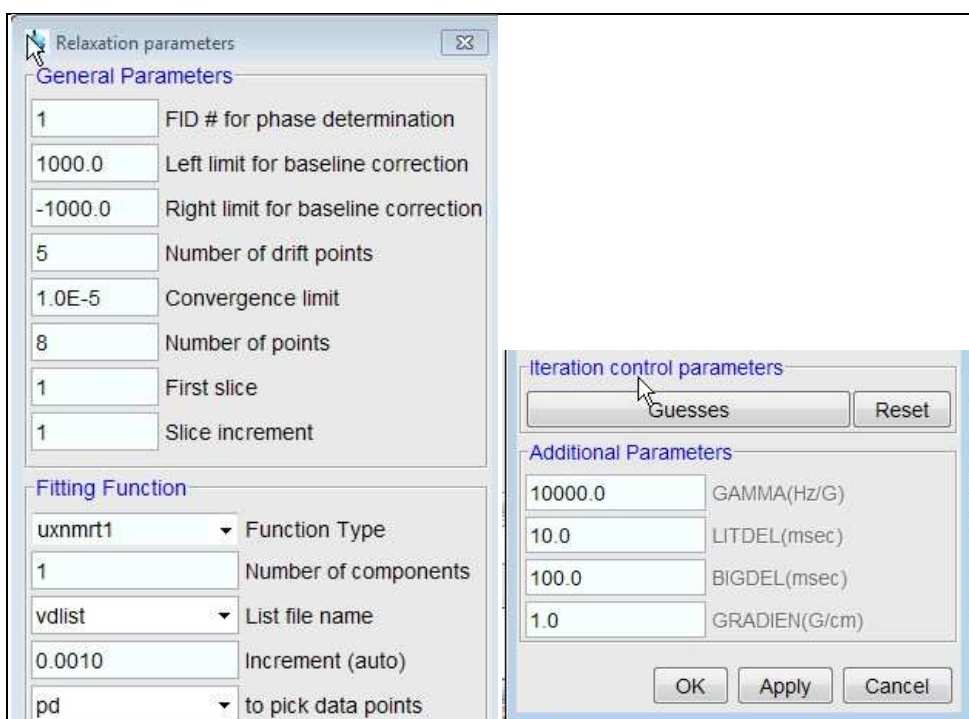 Relaxation parameters
General Parameters
1 FID # for phase determination
1000.0 Left limit for baseline correction
-1000.0 Right limit for baseline correction
5 Number of drift points
1.0E-5 Convergence limit
8 Number of points
1 First slice
1 Slice increment
Fitting Function
uxnmrt1 Function Type
1 Number of components
vdlist List file name
0.0010 Increment (auto)
pd to pick data points
Iteration control parameters
Guesses Reset
Additional Parameters
10000.0 GAMMA(Hz/G)
10.0 LITDEL(msec)
100.0 BIGDEL(msec)
1.0 GRADIEN(G/cm)
OK Apply Cancel